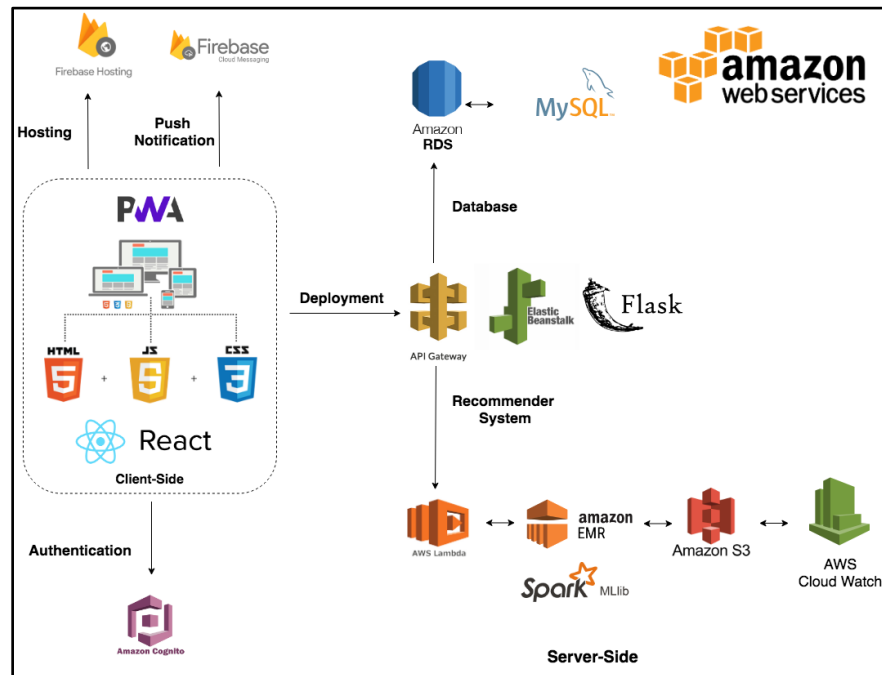 Firebase Hosting
Firebase
Cloud Messaging
amazon
web services
Amazon
RDS
MySQL
Hosting
Push
Notification
PWA
Database
Deployment
API Gateway
Elastic
Beanstalk
Flask
HTML
JS
CSS
5
+
5
+
3
React
Client-Side
Recommender
System
AWS Lambda
amazon
EMR
Amazon S3
AWS
Cloud Watch
Spark MLlib
Authentication
Amazon Cognito
Server-Side